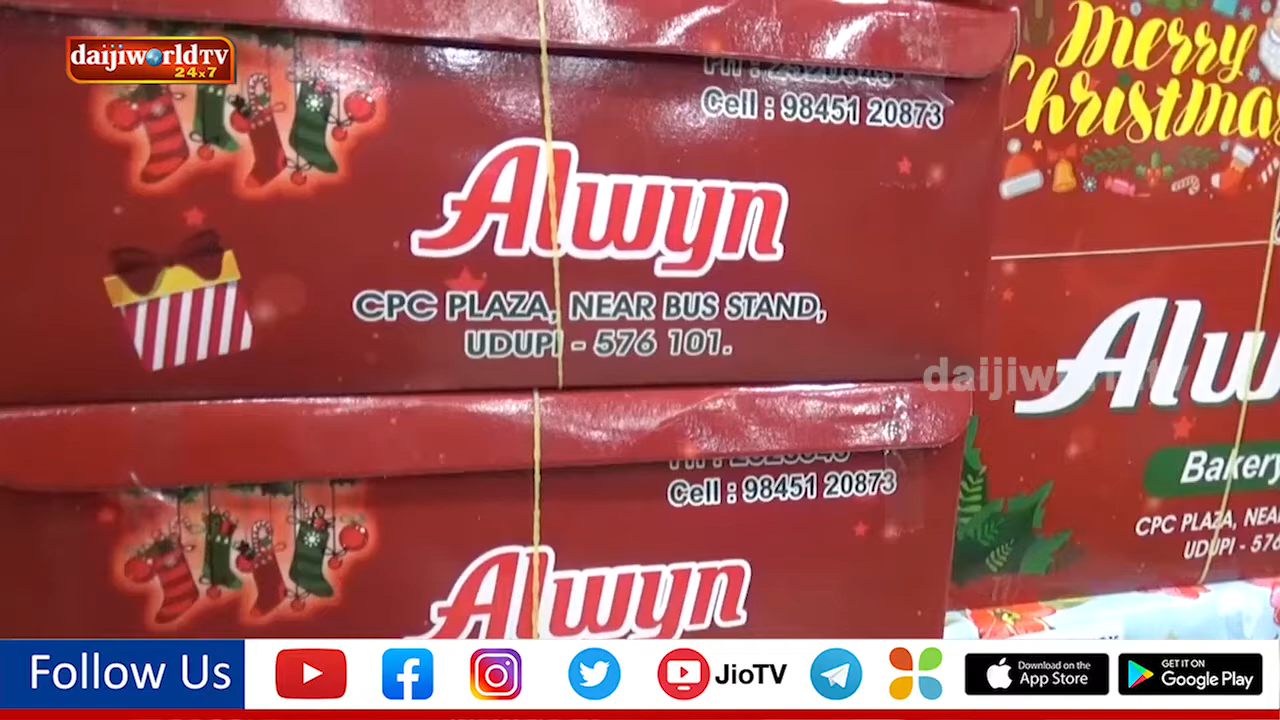 daijiworldTV
24x7
Cell : 98451 20873
Alwyn
CPC PLAZA, NEAR BUS STAND,
UDUPI - 576 101.
Merry
Christmas
daijiworldtv
Bakery
CPC PLAZA, NEAR
UDUPI - 576
Cell : 98451 20873
Alwyn
Follow Us
JioTV
Download on the
App Store
GET IT ON
Google Play